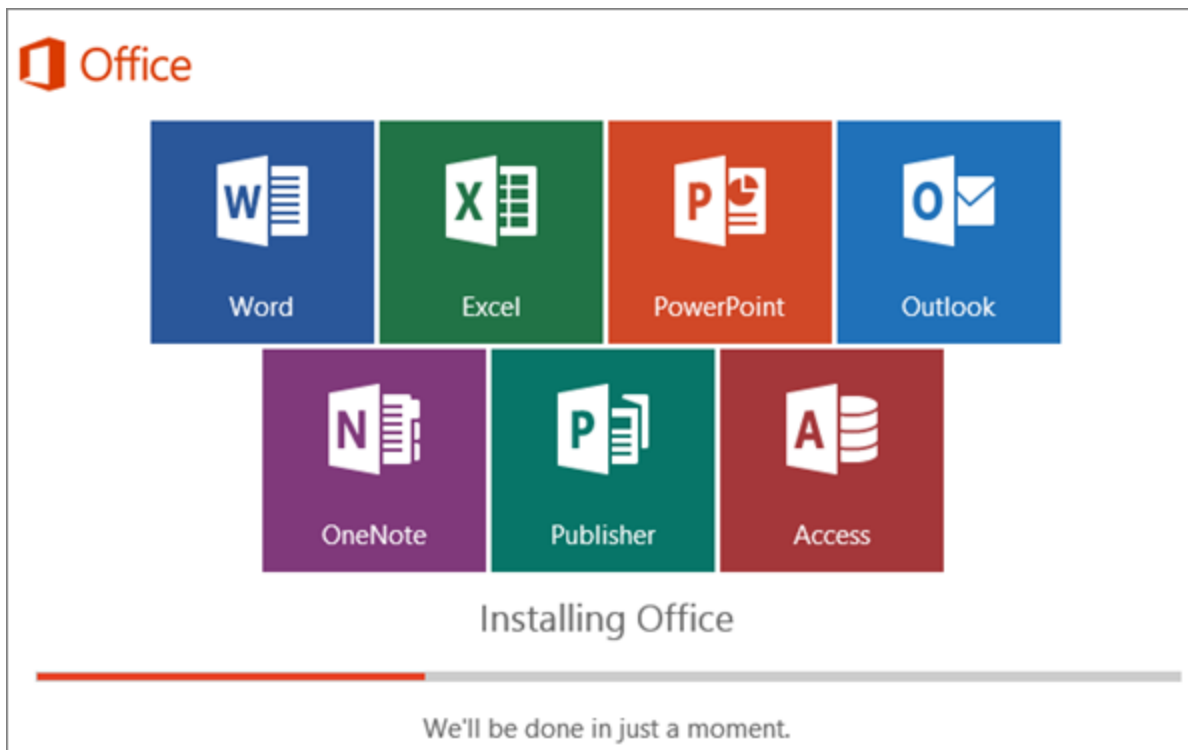 Office
W X P O
Word Excel PowerPoint Outlook
N P A
OneNote Publisher Access
Installing Office
We'll be done in just a moment.